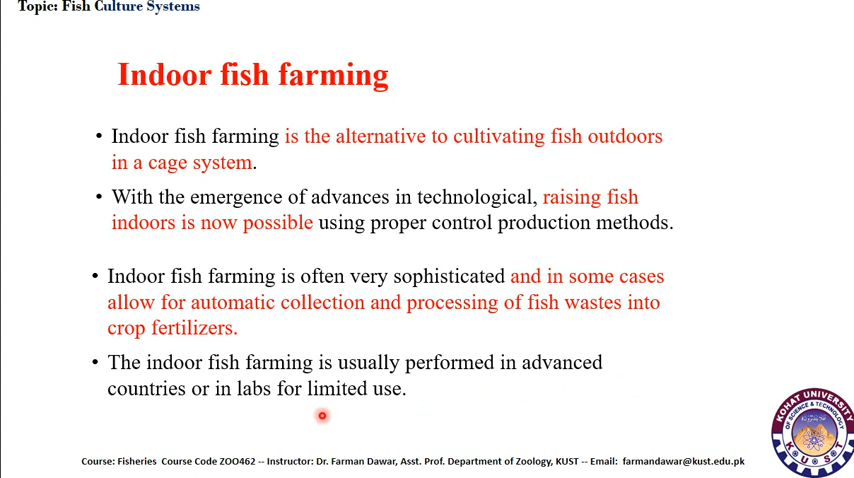 Topic: Fish Culture Systems
Indoor fish farming
• Indoor fish farming is the alternative to cultivating fish outdoors
in a cage system.
• With the emergence of advances in technological, raising fish
indoors is now possible using proper control production methods.
• Indoor fish farming is often very sophisticated and in some cases
allow for automatic collection and processing of fish wastes into
crop fertilizers.
• The indoor fish farming is usually performed in advanced
countries or in labs for limited use.
KOHAT UNIVERSITY
OF SCIENCE & TECHNOLOGY
K U S T
Course: Fisheries Course Code ZOO462 -- Instructor: Dr. Farman Dawar, Asst. Prof. Department of Zoology, KUST -- Email: farmandawar@kust.edu.pk